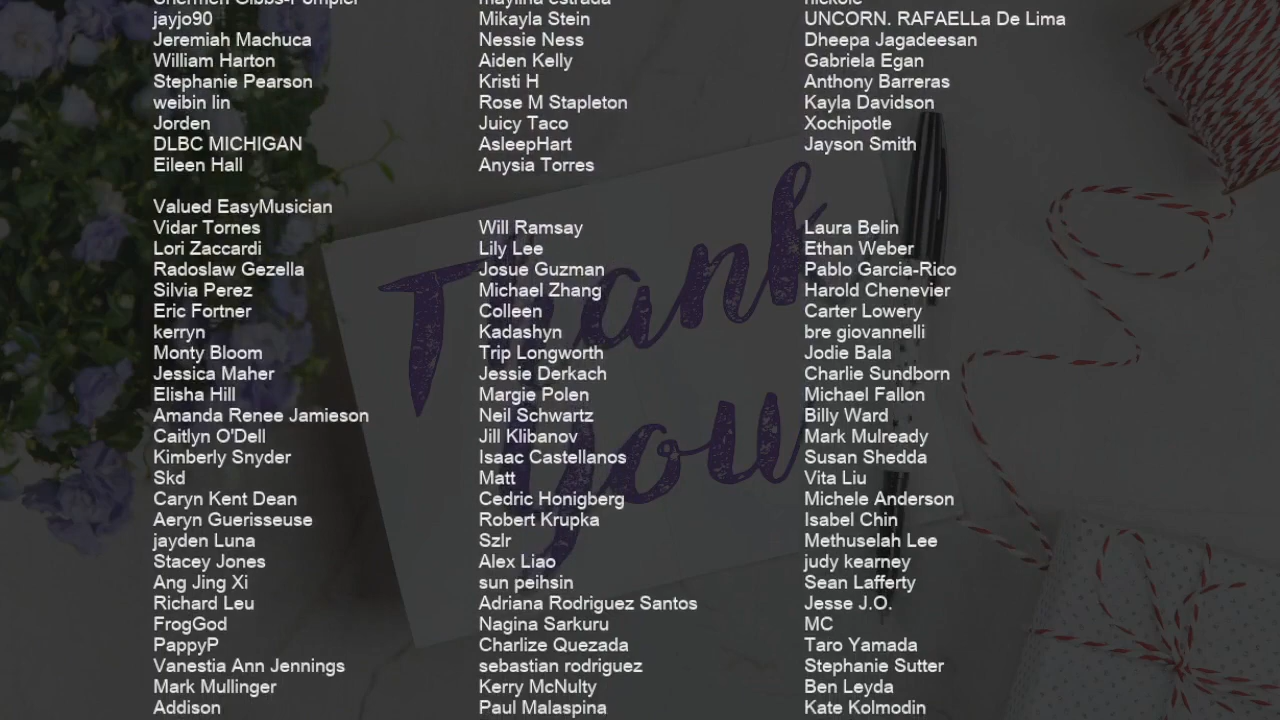 jayjo90
Jeremiah Machuca
William Harton
Stephanie Pearson
weibin lin
Jorden
DLBC MICHIGAN
Eileen Hall
Mikayla Stein
Nessie Ness
Aiden Kelly
Kristi H
Rose M Stapleton
Juicy Taco
AsleepHart
Anysia Torres
UNCORN. RAFAELLa De Lima
Dheepa Jagadeesan
Gabriela Egan
Anthony Barreras
Kayla Davidson
Xochipotle
Jayson Smith
Valued EasyMusician
Vidar Tornes
Lori Zaccardi
Radoslaw Gezella
Silvia Perez
Eric Fortner
kerryn
Monty Bloom
Jessica Maher
Elisha Hill
Amanda Renee Jamieson
Caitlyn O'Dell
Kimberly Snyder
Skd
Caryn Kent Dean
Aeryn Guerisseuse
jayden Luna
Stacey Jones
Ang Jing Xi
Richard Leu
FrogGod
PappyP
Vanestia Ann Jennings
Mark Mullinger
Addison
Will Ramsay
Lily Lee
Josue Guzman
Michael Zhang
Colleen
Kadashyn
Trip Longworth
Jessie Derkach
Margie Polen
Neil Schwartz
Jill Klibanov
Isaac Castellanos
Matt
Cedric Honigberg
Robert Krupka
Szlr
Alex Liao
sun peihsin
Adriana Rodriguez Santos
Nagina Sarkuru
Charlize Quezada
sebastian rodriguez
Kerry McNulty
Paul Malaspina
Laura Belin
Ethan Weber
Pablo Garcia-Rico
Harold Chenevier
Carter Lowery
bre giovannelli
Jodie Bala
Charlie Sundborn
Michael Fallon
Billy Ward
Mark Mulready
Susan Shedda
Vita Liu
Michele Anderson
Isabel Chin
Methuselah Lee
judy kearney
Sean Lafferty
Jesse J.O.
MC
Taro Yamada
Stephanie Sutter
Ben Leyda
Kate Kolmodin
Thank
you